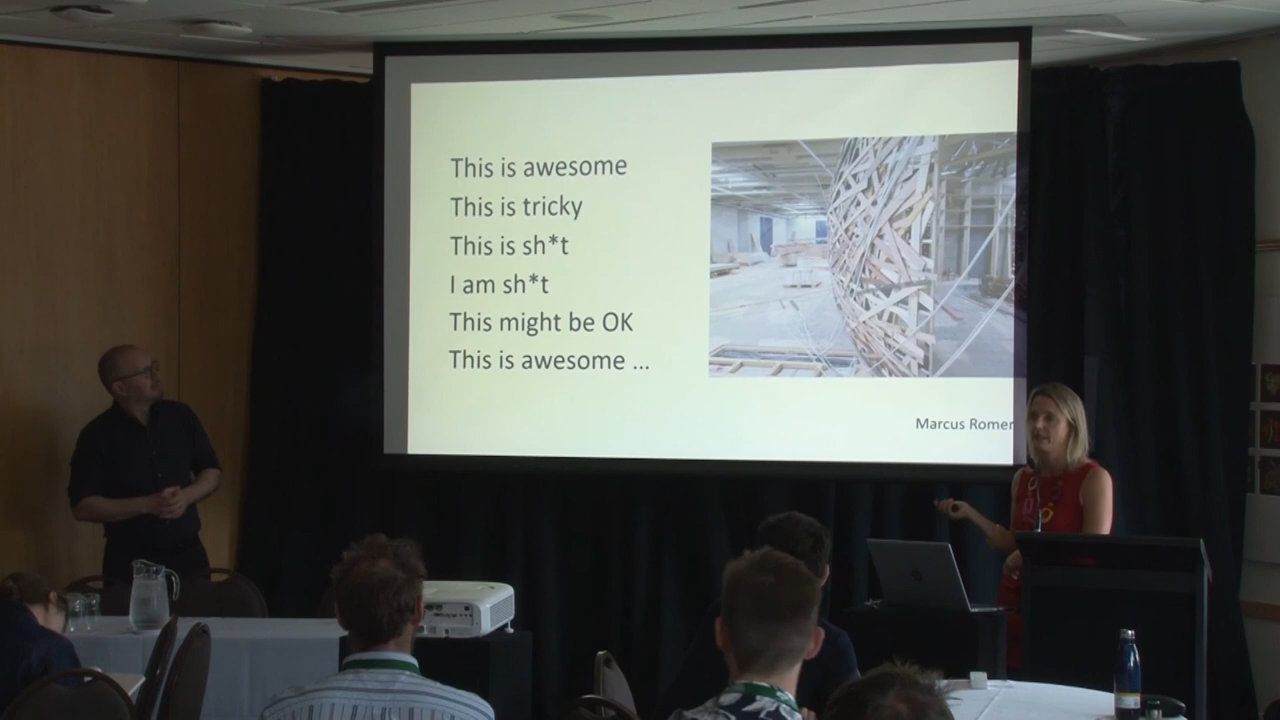 This is awesome
This is tricky
This is sh*t
I am sh*t
This might be OK
This is awesome ...
Marcus Romer